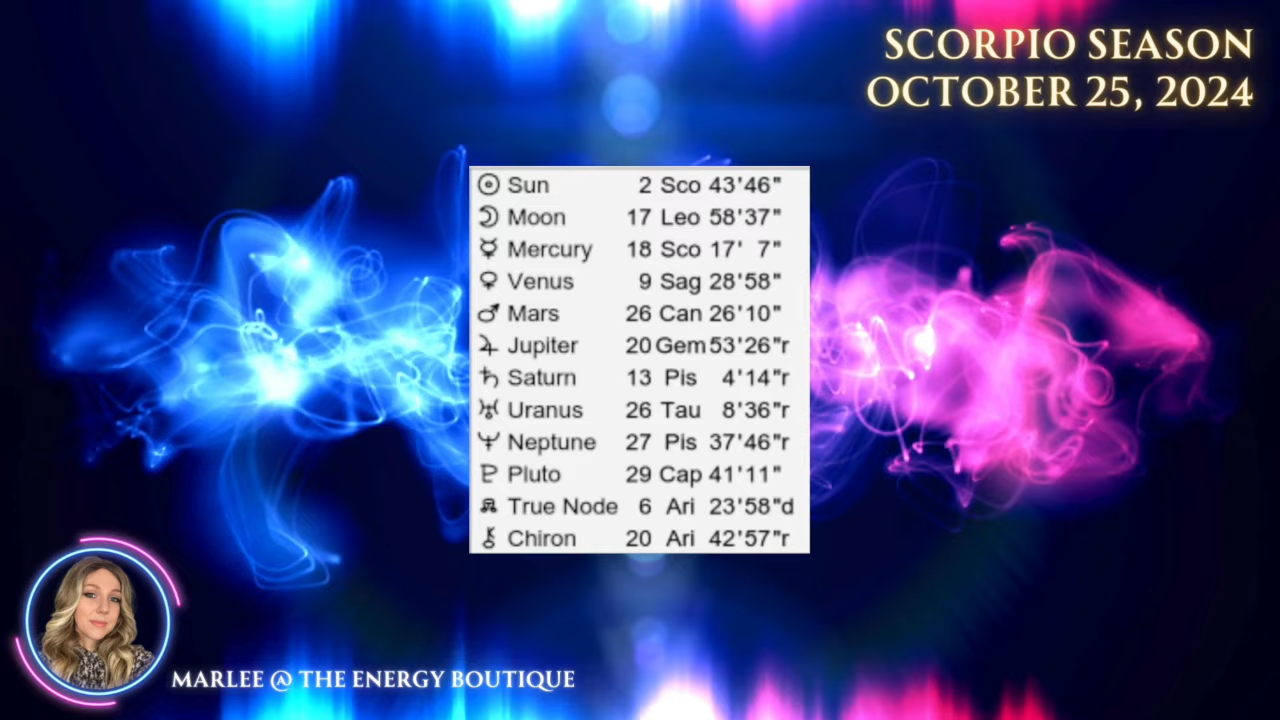 SCORPIO SEASON
OCTOBER 25, 2024
Sun 2 Sco 43'46"
Moon 17 Leo 58'37"
Mercury 18 Sco 17' 7"
Venus 9 Sag 28'58"
Mars 26 Can 26'10"
Jupiter 20 Gem 53'26"r
Saturn 13 Pis 4'14"r
Uranus 26 Tau 8'36"r
Neptune 27 Pis 37'46"r
Pluto 29 Cap 41'11"
True Node 6 Ari 23'58"d
Chiron 20 Ari 42'57"r
MARLEE @ THE ENERGY BOUTIQUE